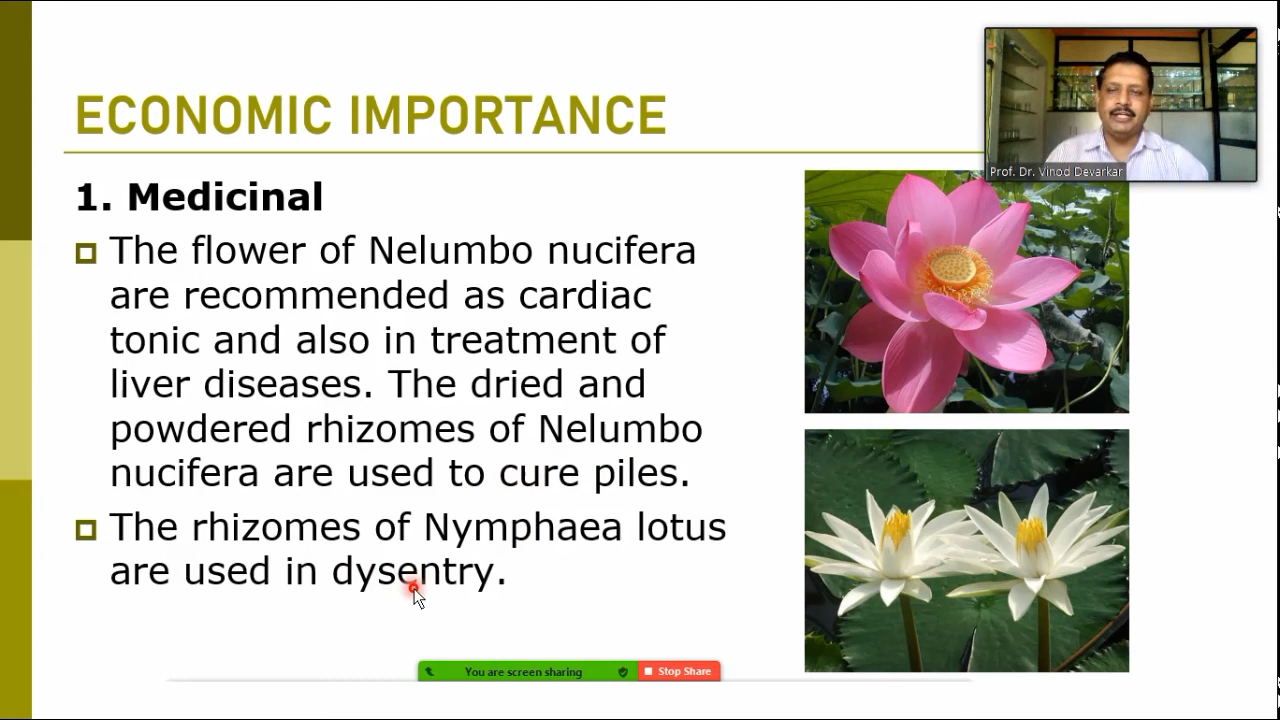 ECONOMIC IMPORTANCE
Prof. Dr. Vinod Devarkar
1. Medicinal
The flower of Nelumbo nucifera
are recommended as cardiac
tonic and also in treatment of
liver diseases. The dried and
powdered rhizomes of Nelumbo
nucifera are used to cure piles.
The rhizomes of Nymphaea lotus
are used in dysentry.
You are screen sharing
Stop Share